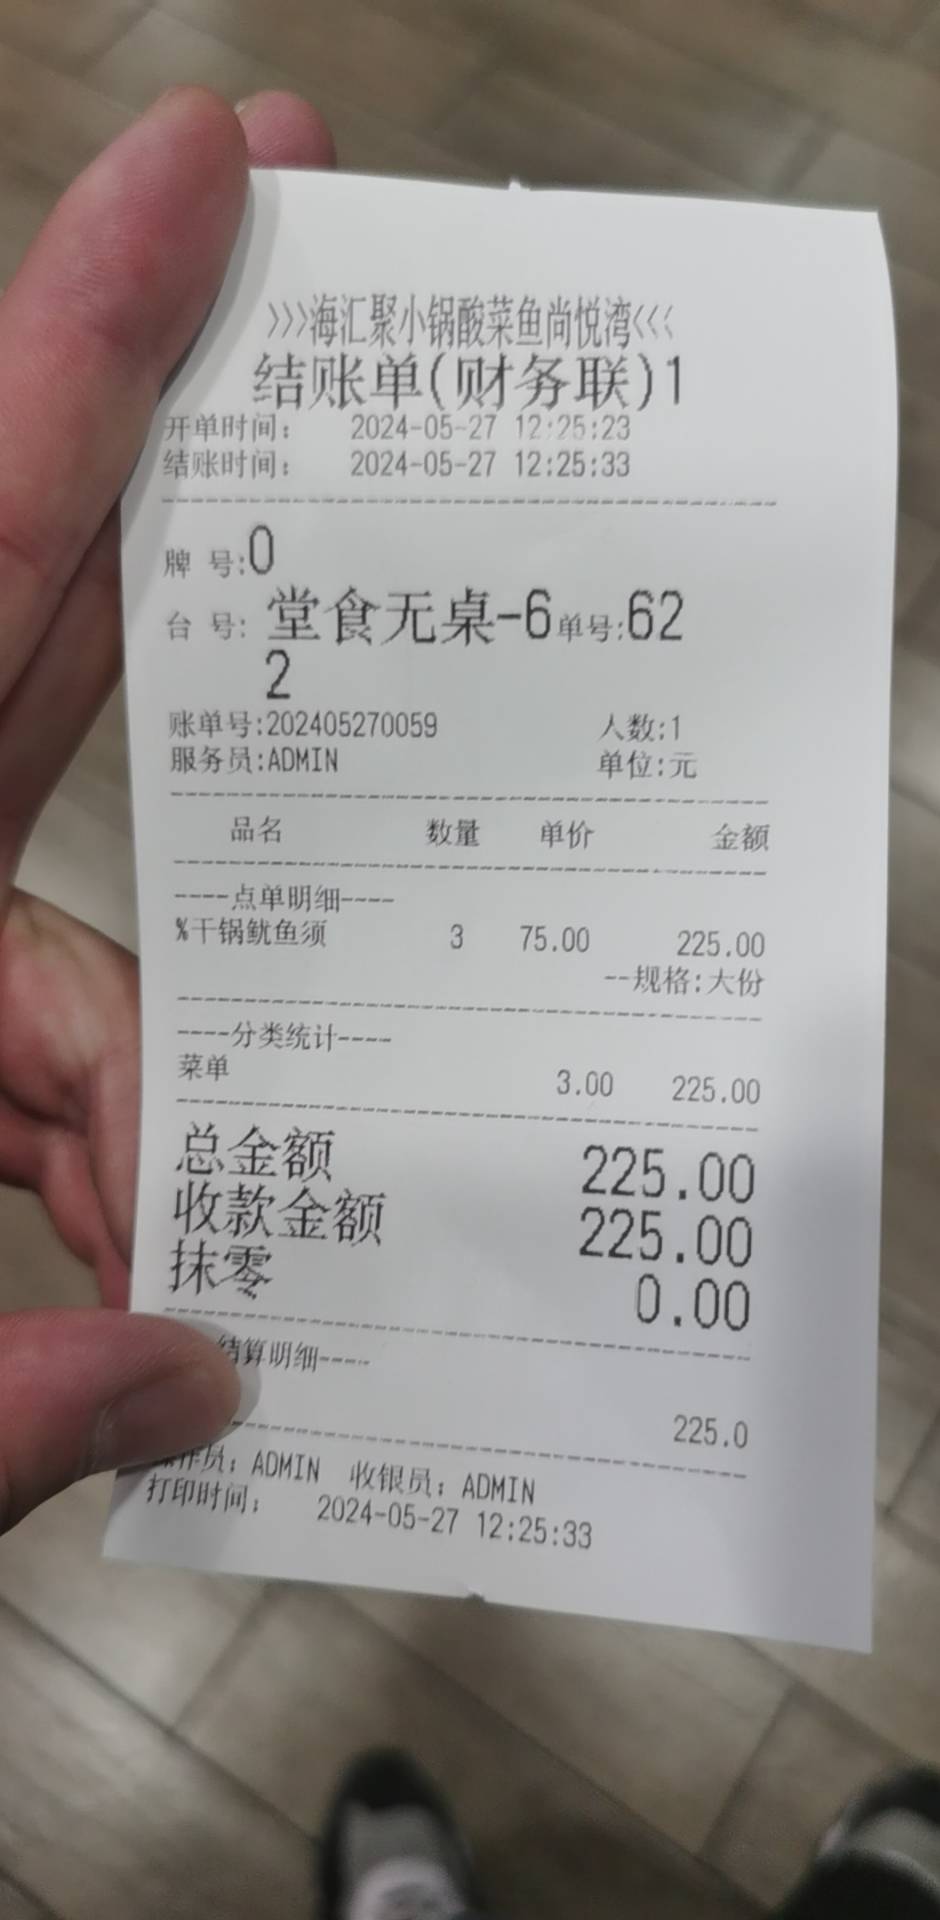 >>>海汇聚小锅酸菜鱼尚悦湾<<<
结账单(财务联)1
开单时间: 2024-05-27 12:25:23
结账时间: 2024-05-27 12:25:33
牌 号:0
台 号: 堂食无桌-6 单号:62
2
账单号:202405270059 人数:1
服务员:ADMIN 单位:元
品名 数量 单价 金额
----点单明细----
%干锅鱿鱼须 3 75.00 225.00
--规格:大份
----分类统计----
菜单 3.00 225.00
总金额 225.00
收款金额 225.00
抹零 0.00
结算明细----
225.0
作员: ADMIN 收银员: ADMIN
打印时间: 2024-05-27 12:25:33